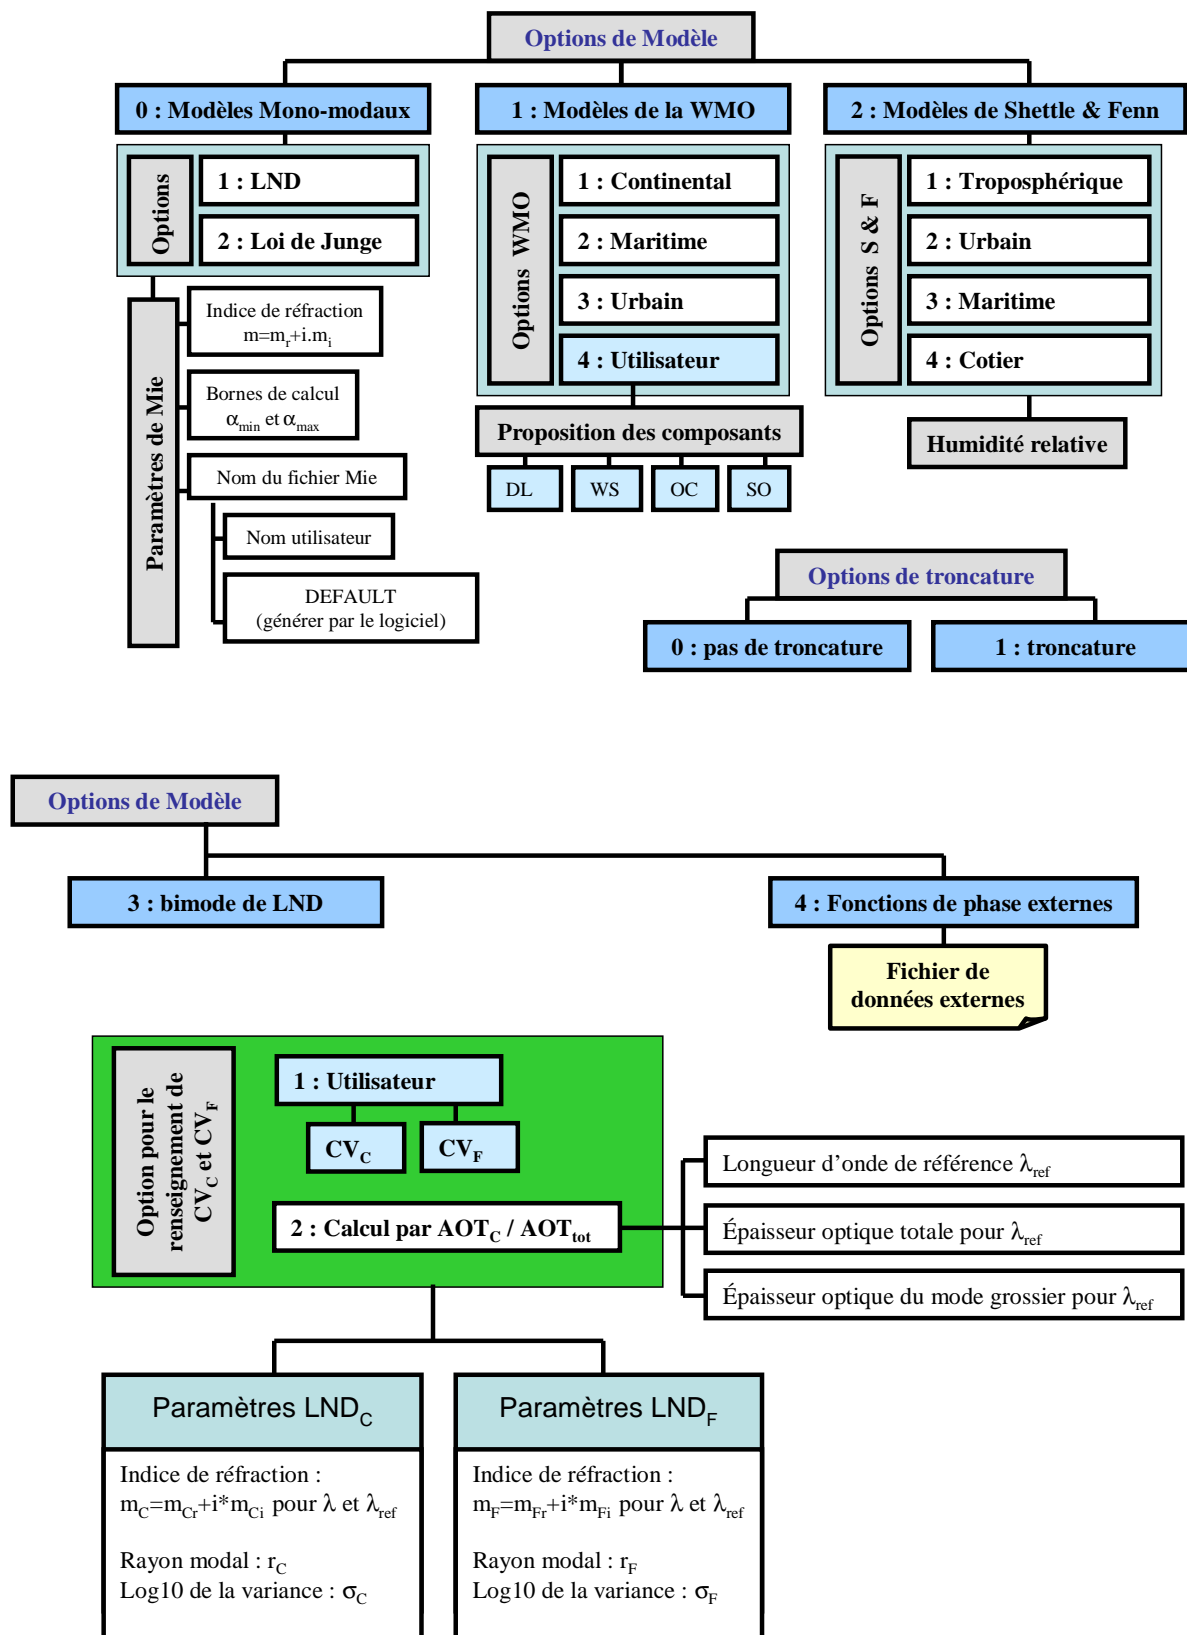 Options de Modèle
0 : Modèles Mono-modaux
1 : Modèles de la WMO
2 : Modèles de Shettle & Fenn
Options
1 : LND
2 : Loi de Junge
Options WMO
1 : Continental
2 : Maritime
3 : Urbain
4 : Utilisateur
Options S & F
1 : Troposphérique
2 : Urbain
3 : Maritime
4 : Cotier
Paramètres de Mie
Indice de réfraction
m=mr+i.mi
Bornes de calcul
αmin et αmax
Nom du fichier Mie
Nom utilisateur
DEFAULT
(générer par le logiciel)
Proposition des composants
DL
WS
OC
SO
Humidité relative
Options de troncature
0 : pas de troncature
1 : troncature
Options de Modèle
3 : bimode de LND
4 : Fonctions de phase externes
Fichier de
données externes
Option pour le
renseignement de
CVC et CVF
1 : Utilisateur
CVC
CVF
2 : Calcul par AOTC / AOTtot
Longueur d'onde de référence λref
Épaisseur optique totale pour λref
Épaisseur optique du mode grossier pour λref
Paramètres LNDC
Indice de réfraction :
mC=mCr+i*mCi pour λ et λref
Rayon modal : rC
Log10 de la variance : σC
Paramètres LNDF
Indice de réfraction :
mF=mFr+i*mFi pour λ et λref
Rayon modal : rF
Log10 de la variance : σF